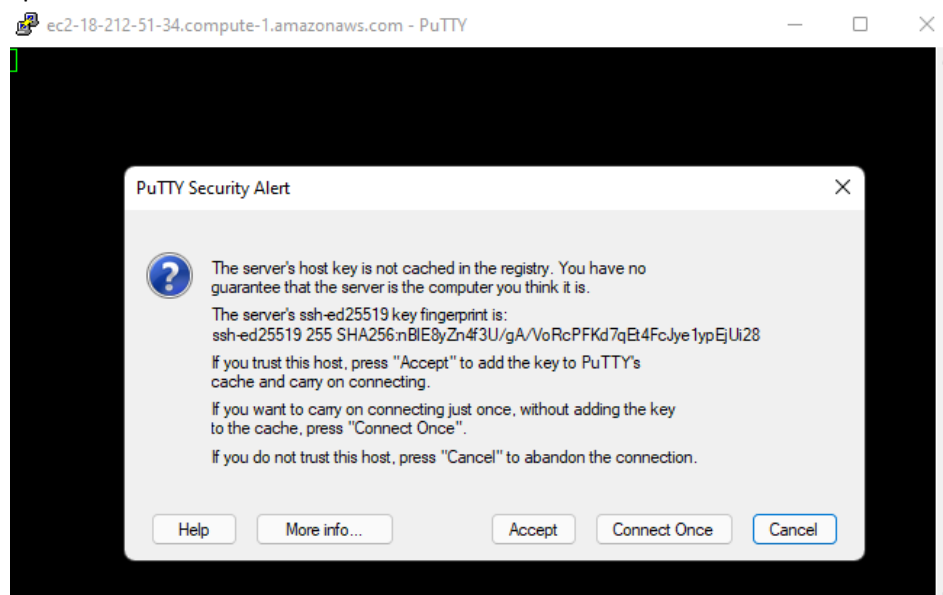 ec2-18-212-51-34.compute-1.amazonaws.com - PuTTY
PuTTY Security Alert
The server's host key is not cached in the registry. You have no
guarantee that the server is the computer you think it is.
The server's ssh-ed25519 key fingerprint is:
ssh-ed25519 255 SHA256:nBIE8yZn4f3U/gA/VoRcPFKd7qEt4FcJye1ypEjUi28
If you trust this host, press "Accept" to add the key to PuTTY's
cache and carry on connecting.
If you want to carry on connecting just once, without adding the key
to the cache, press "Connect Once".
If you do not trust this host, press "Cancel" to abandon the connection.
Help More info... Accept Connect Once Cancel